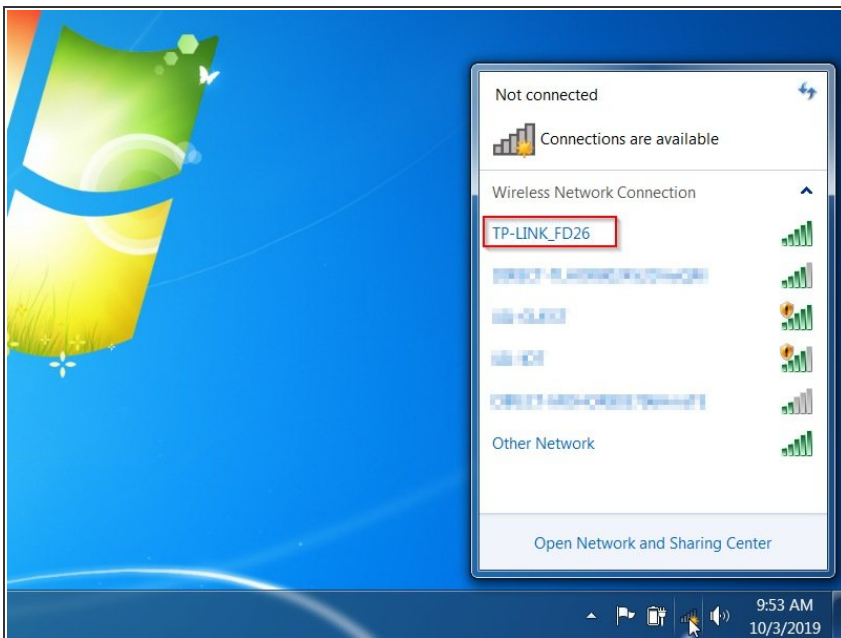 Not connected
Connections are available
Wireless Network Connection
TP-LINK_FD26
Other Network
Open Network and Sharing Center
9:53 AM
10/3/2019